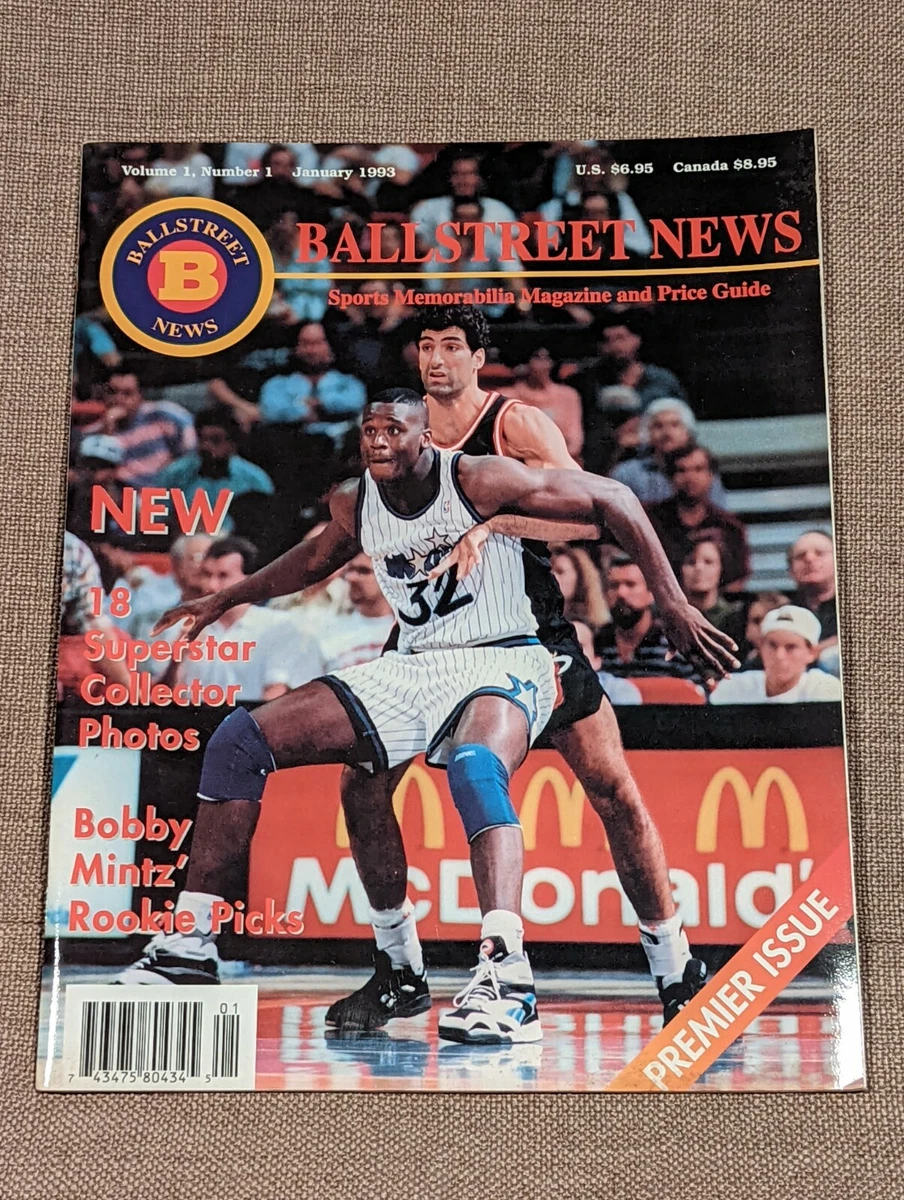 Volume 1, Number 1 January 1993
U.S. $6.95 Canada $8.95
BALLSTREET
B
NEWS
BALLSTREET NEWS
Sports Memorabilia Magazine and Price Guide
32
NEW
18
Superstar
Collector
Photos
Bobby
Mintz'
Rookie Picks
McDonald'
PREMIER ISSUE
01
7 43475 80434 5